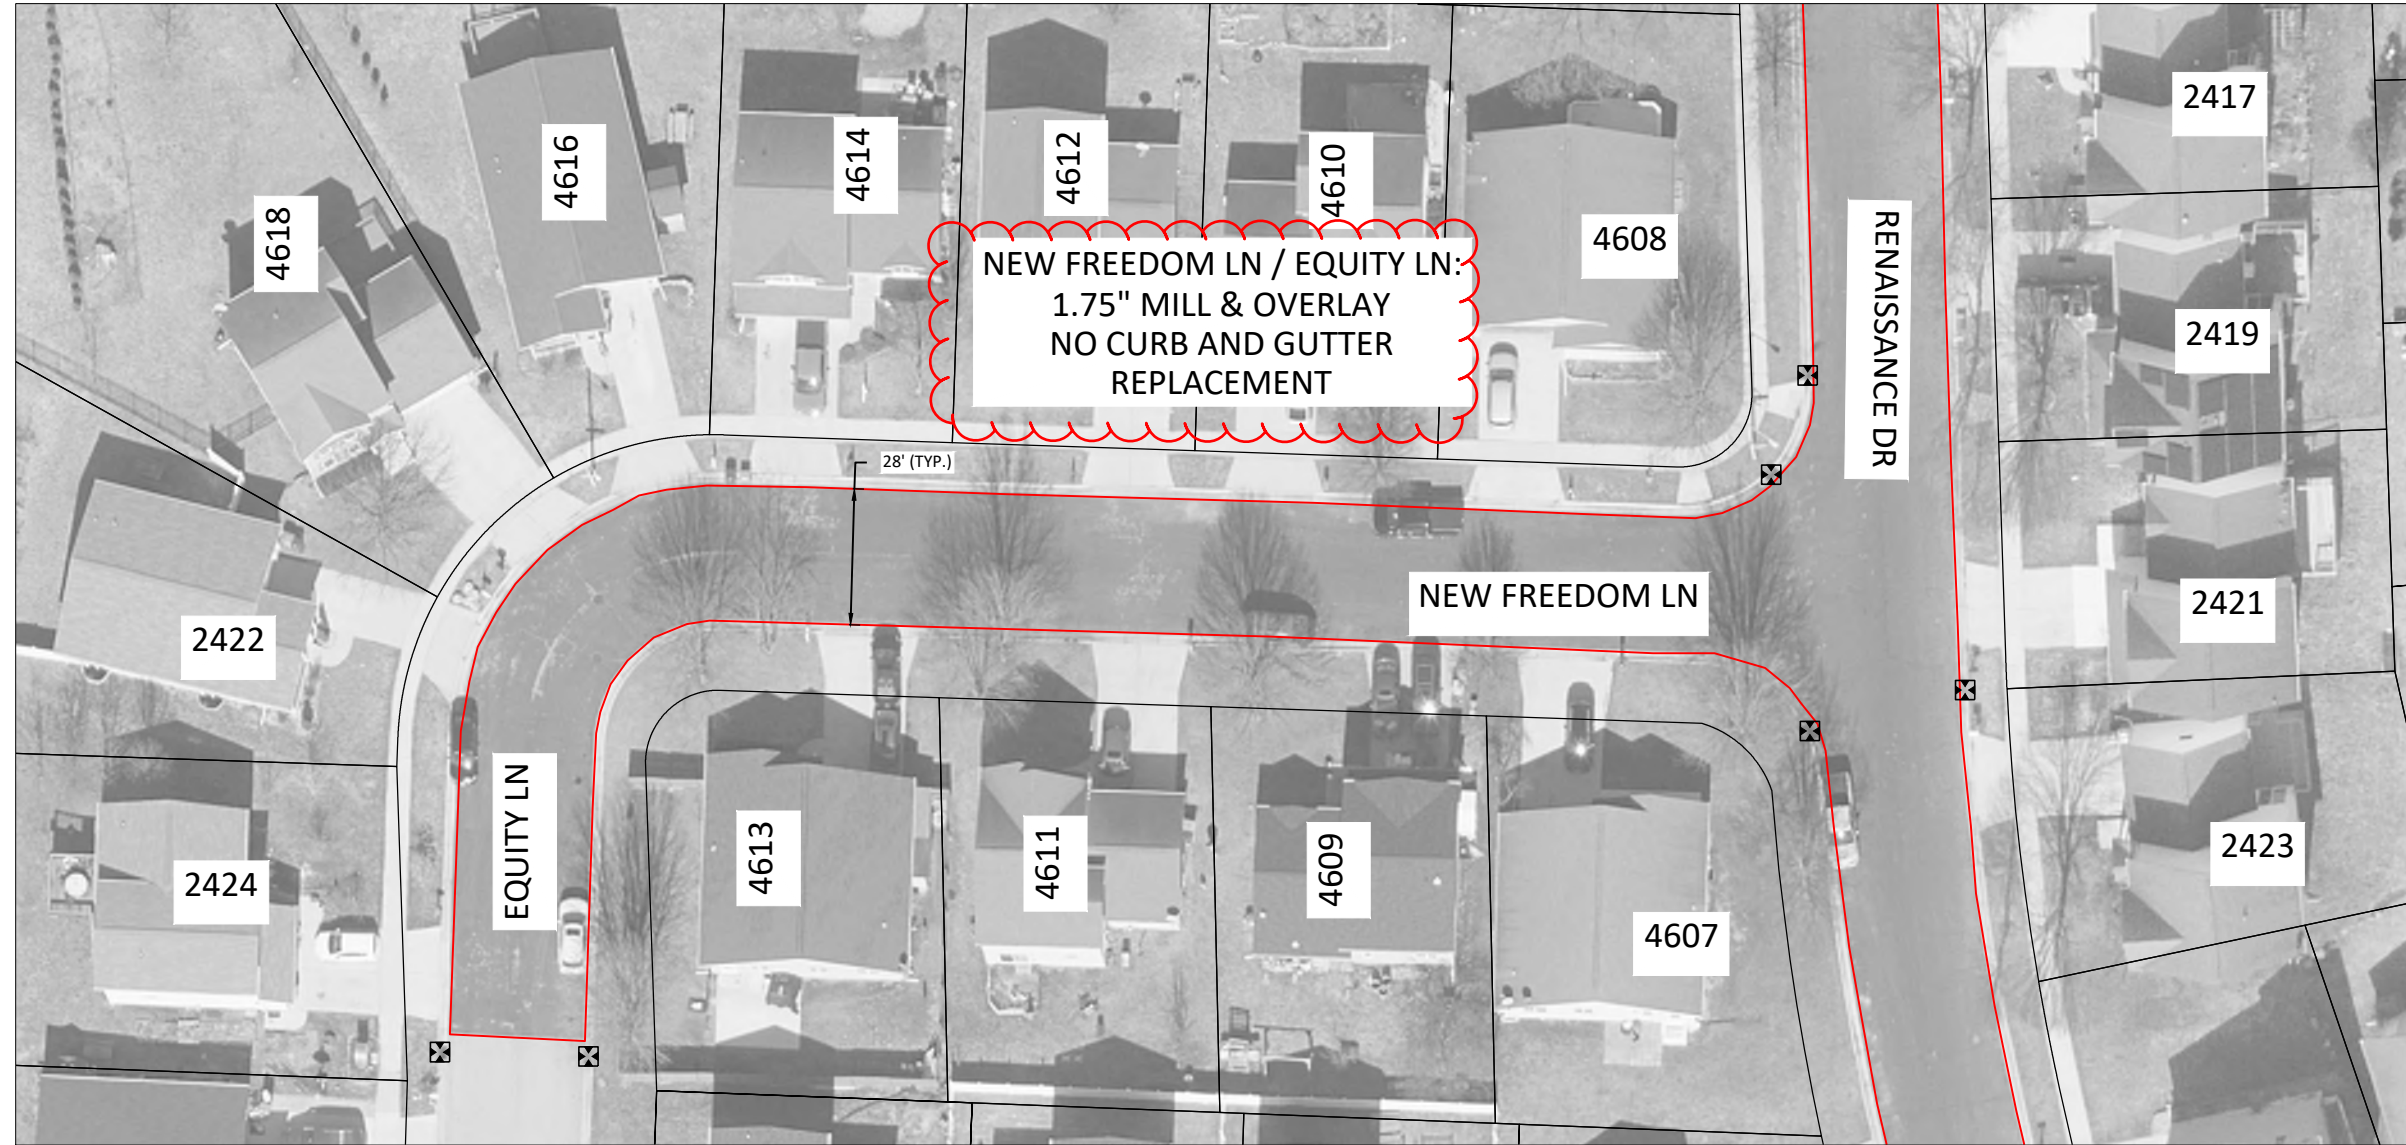 2417
4616
4614
4612
4610
4618
4608
RENAISSANCE DR
NEW FREEDOM LN / EQUITY LN:
1.75" MILL & OVERLAY
NO CURB AND GUTTER
REPLACEMENT
2419
28' (TYP.)
NEW FREEDOM LN
2421
2422
EQUITY LN
4613
4611
4609
2423
2424
4607